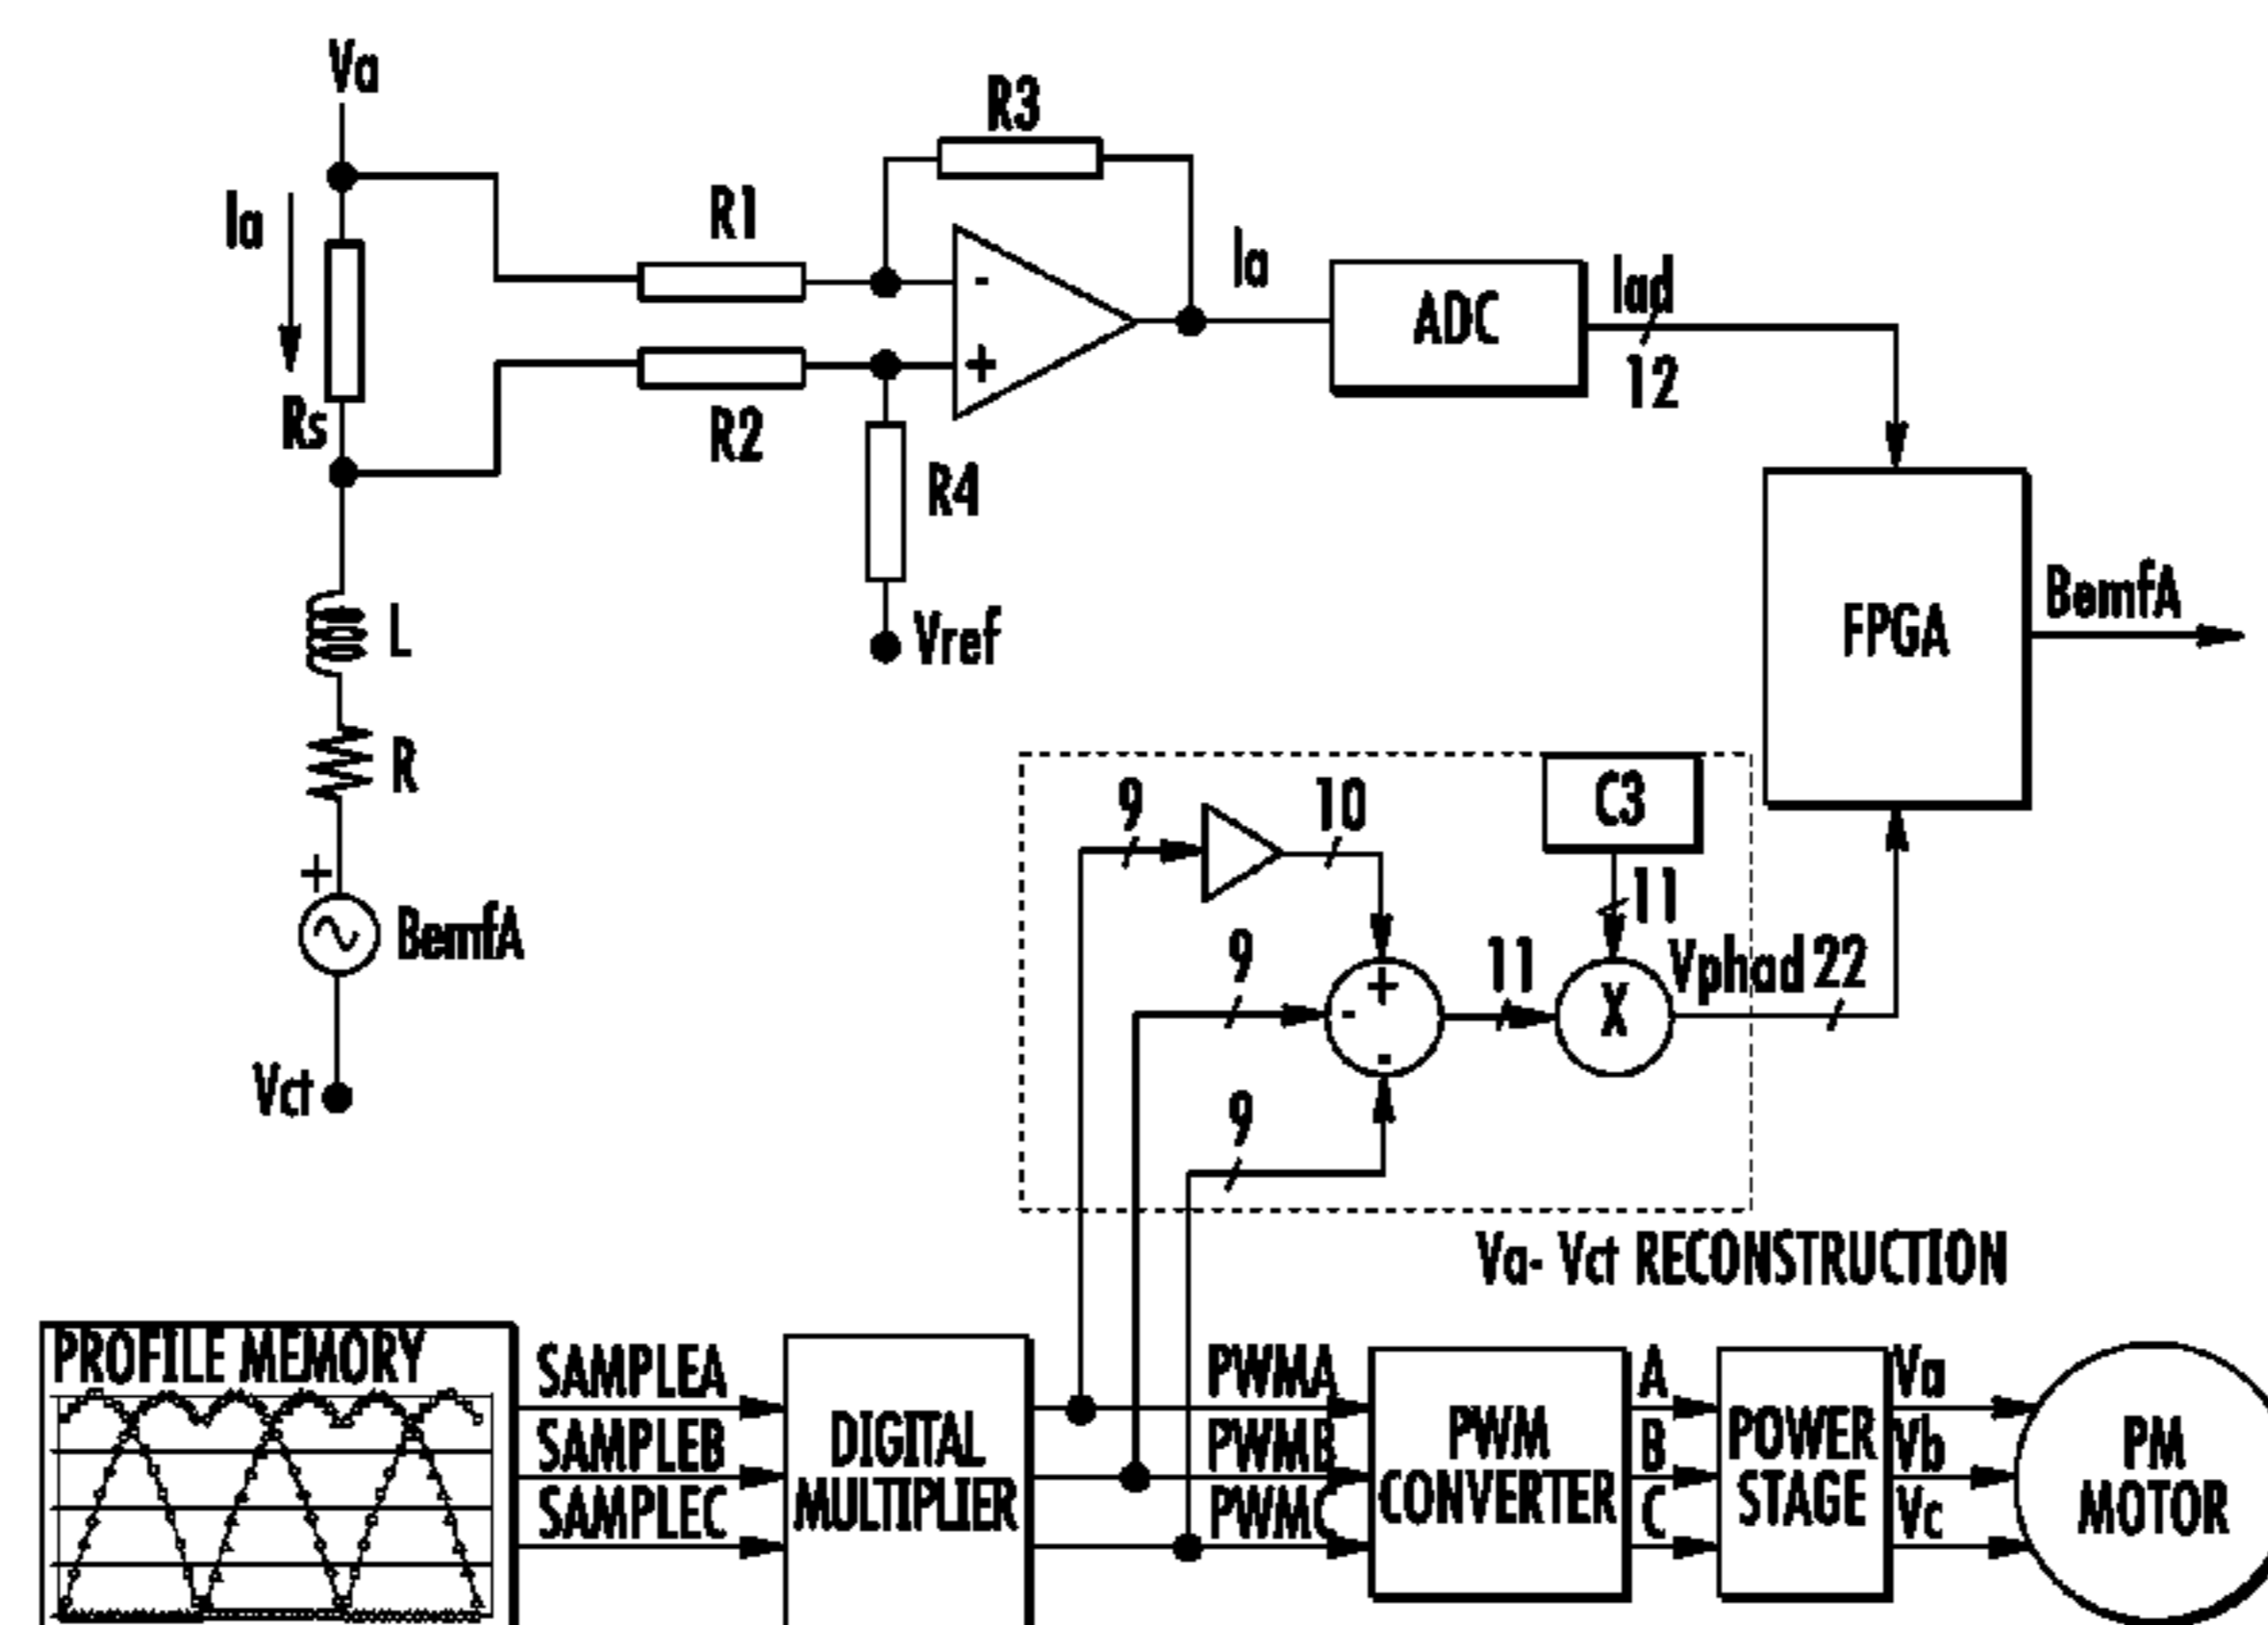 Va
R3
Ia
R1
Ia
ADC
Iad
12
-
+
Rs
R2
R4
Vref
L
R
+
BemfA
Vct
FPGA
BemfA
9
10
C3
11
9
+
-
-
11
X
Vphad 22
9
Va- Vct RECONSTRUCTION
PROFILE MEMORY
SAMPLEA
SAMPLEB
SAMPLEC
DIGITAL
MULTIPLIER
PWMA
PWMB
PWMC
PWM
CONVERTER
A
B
C
POWER
STAGE
Va
Vb
Vc
PM
MOTOR